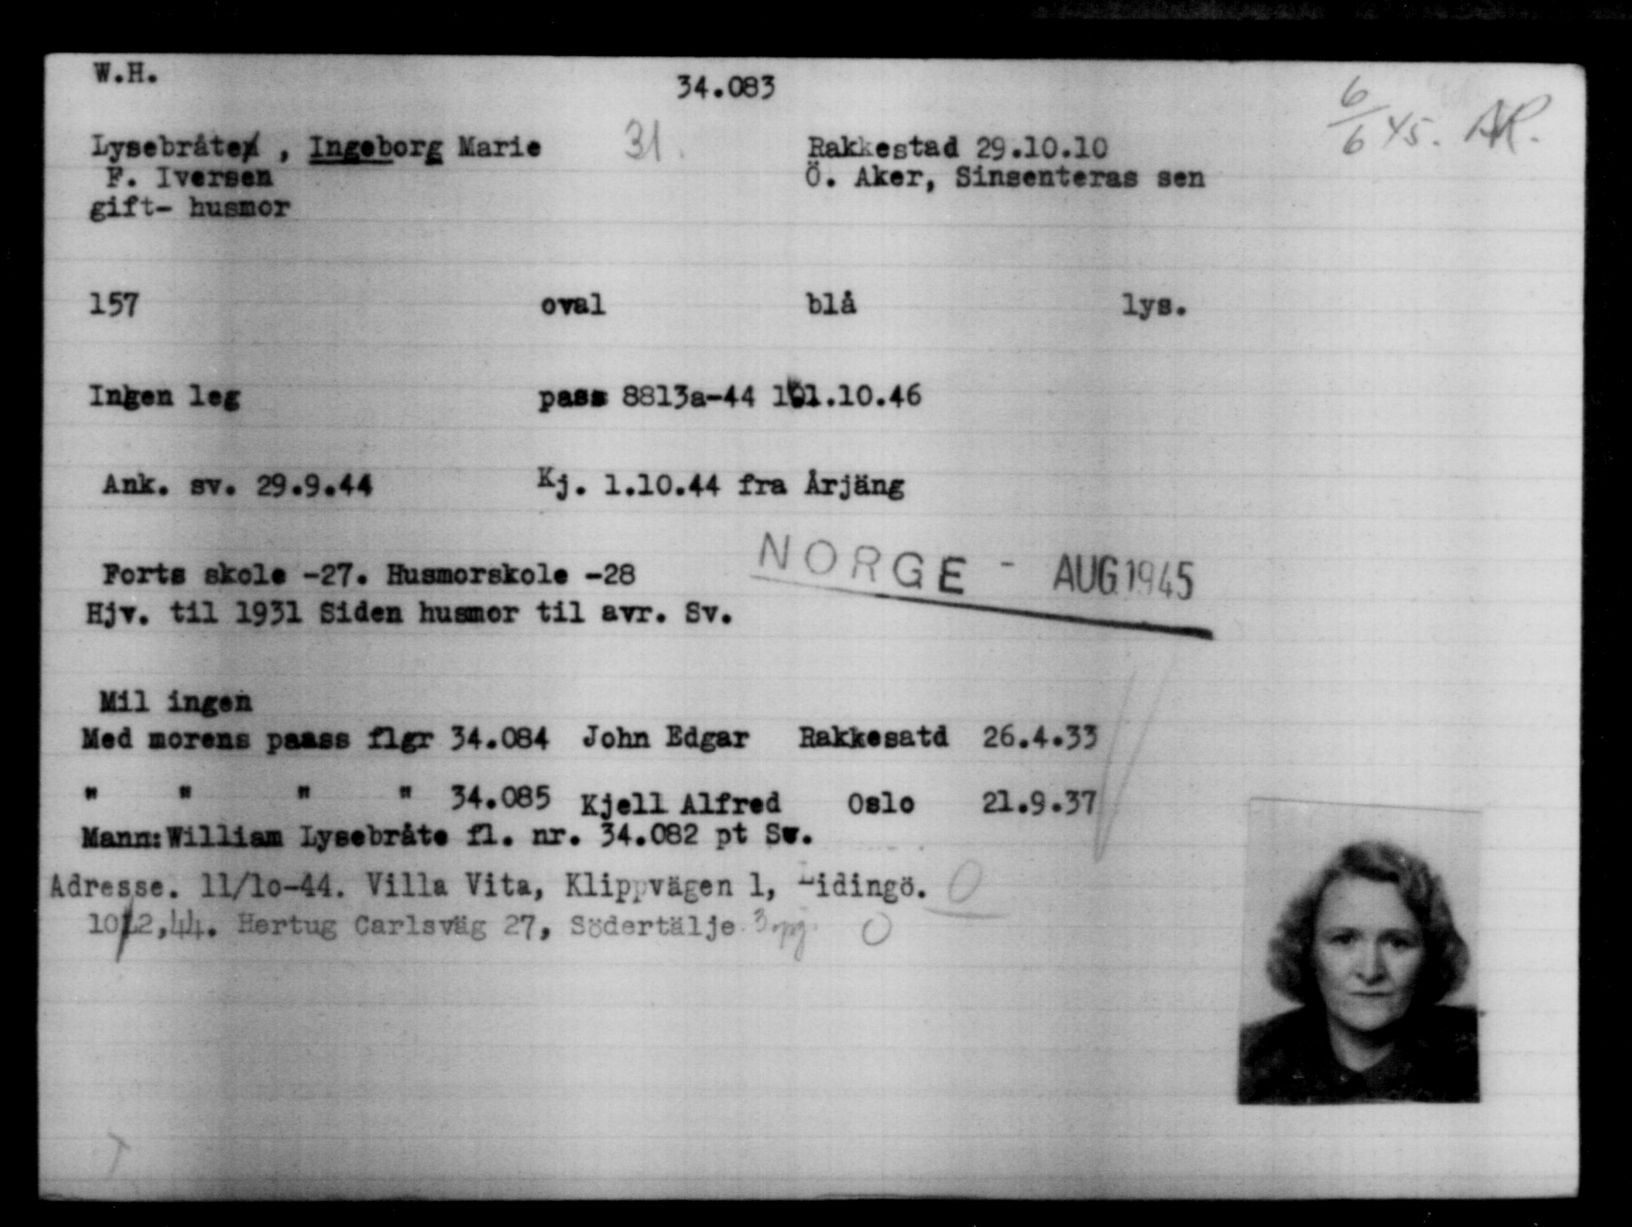 W.H.
34.083
6/6 45. AR.
Lysebråten , Ingeborg Marie 31. Rakkestad 29.10.10
F. Iversen Ö. Aker, Sinsenteras sen
gift- husmor
157 oval blå lys.
Ingen leg pass 8813a-44 1.10.46
Ank. sv. 29.9.44 Kj. 1.10.44 fra Årjäng
NORGE - AUG 1945
Forts skole -27. Husmorskole -28
Hjv. til 1931 Siden husmor til avr. Sv.
Mil ingen
Med morens paass flgr 34.084 John Edgar Rakkesatd 26.4.33
" " " " 34.085 Kjell Alfred Oslo 21.9.37
Mann:William Lysebråte fl. nr. 34.082 pt Sv.
Adresse. 11/1o-44. Villa Vita, Klippvägen 1, Lidingö. O
10/12,44. Hertug Carlsväg 27, Södertälje O